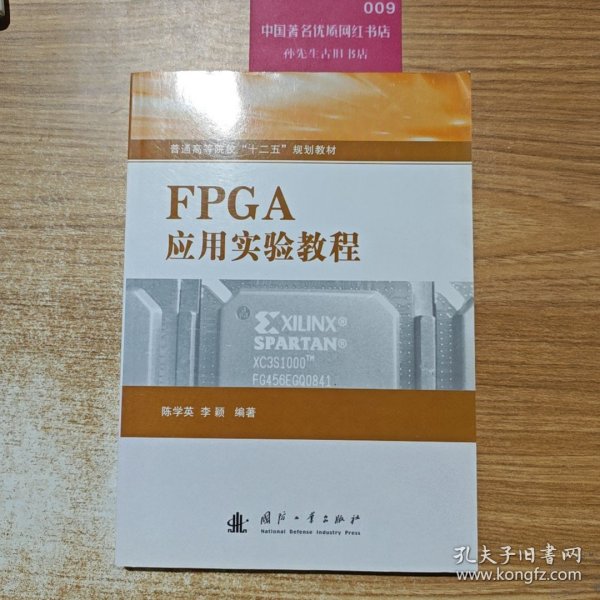 009
中国著名优质网红书店
孙先生古旧书店
普通高等院校“十二五”规划教材
FPGA
应用实验教程
XILINX®
SPARTAN®
XC3S1000™
FG456EGQ0841
陈学英 李颖 编著
国防工业出版社
National Defense Industry Press
孔夫子旧书网
www.kongfz.com